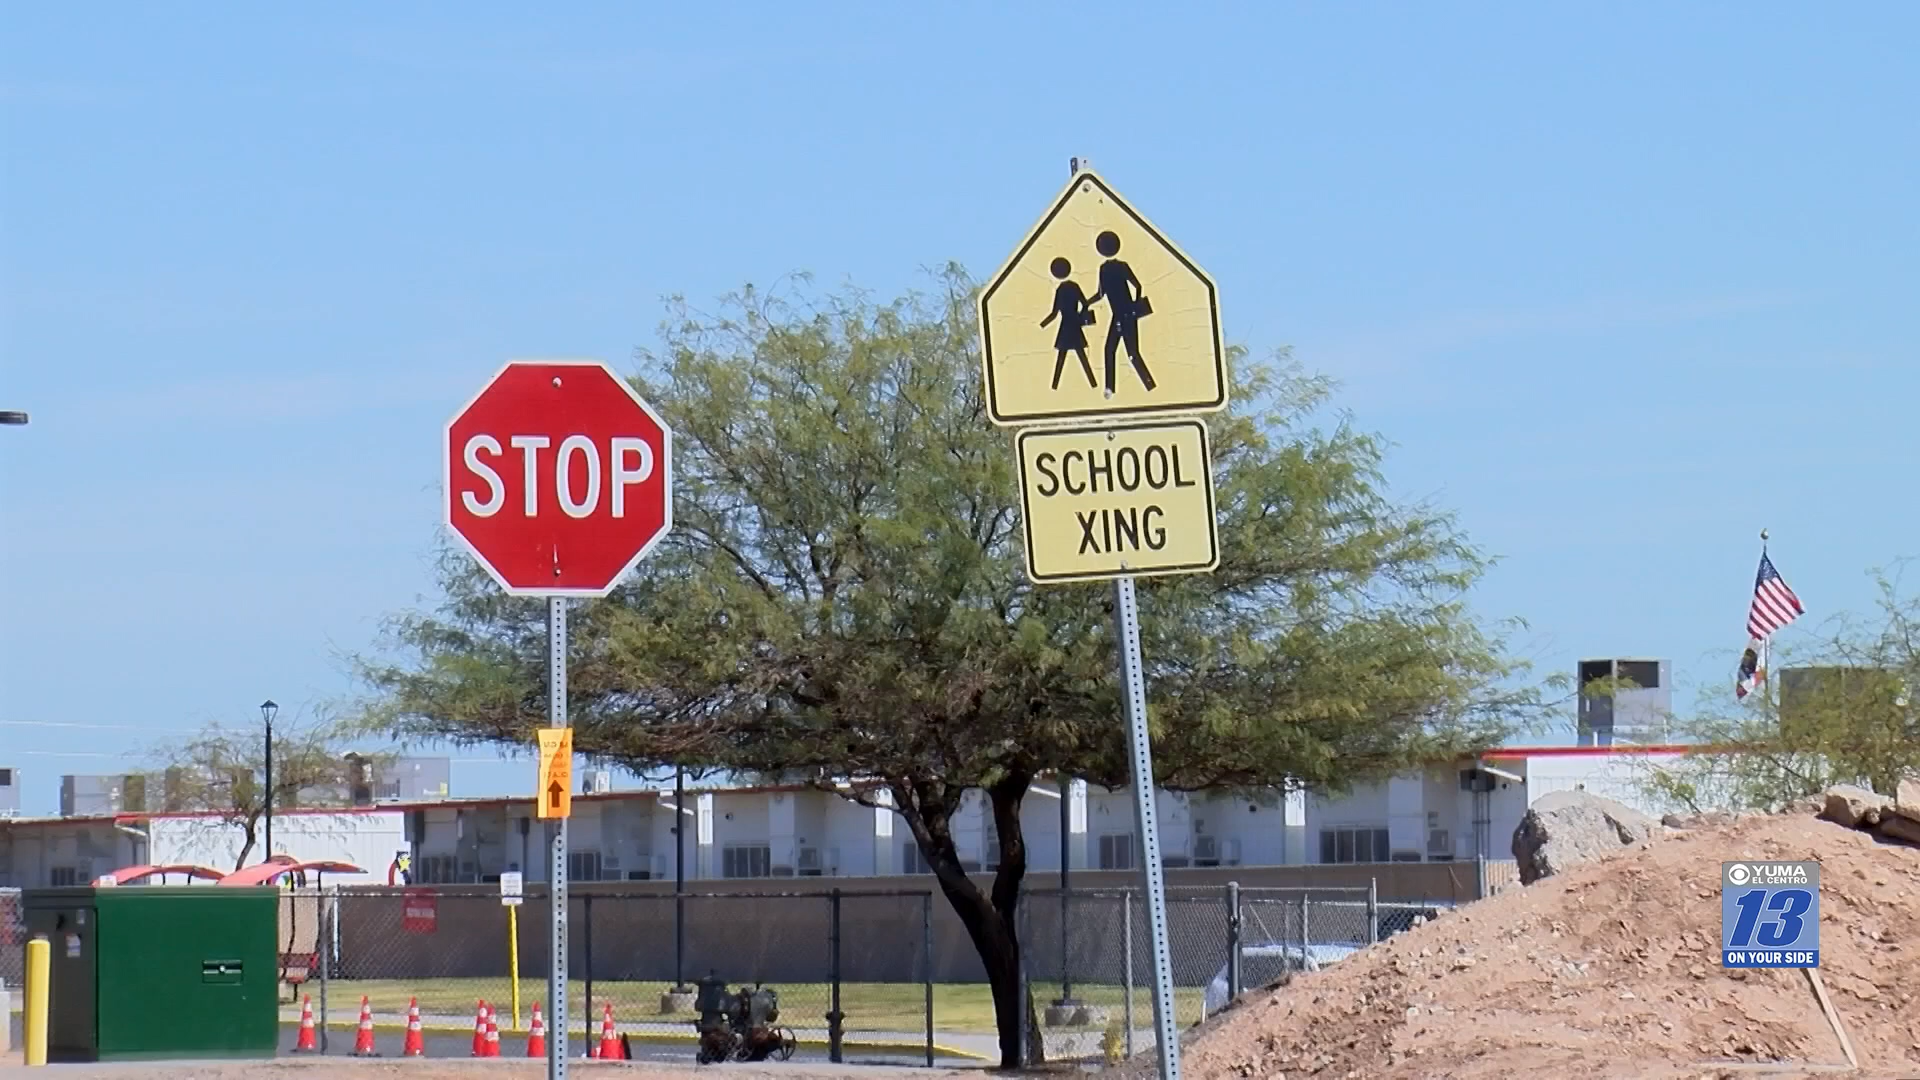 STOP
SCHOOL
XING
YUMA
EL CENTRO
13
ON YOUR SIDE